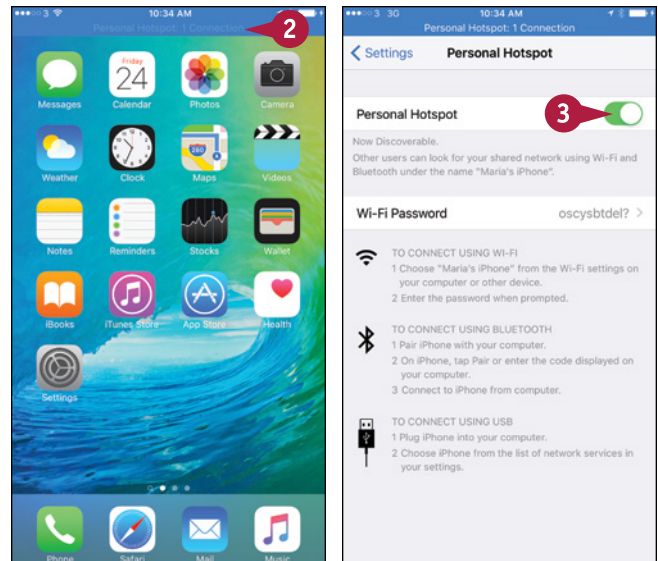 3
10:34 AM
Personal Hotspot: 1 Connection
2
Messages
Friday
24
Calendar
Photos
Camera
Weather
Clock
280
Maps
Videos
Notes
Reminders
Stocks
Wallet
iBooks
iTunes Store
App Store
Health
Settings
Phone
Safari
Mail
Music
3 3G
10:34 AM
Personal Hotspot: 1 Connection
Settings
Personal Hotspot
Personal Hotspot
3
Now Discoverable.
Other users can look for your shared network using Wi-Fi and
Bluetooth under the name "Maria's iPhone".
Wi-Fi Password
oscysbtdel?
TO CONNECT USING WI-FI
1 Choose "Maria's iPhone" from the Wi-Fi settings on
your computer or other device.
2 Enter the password when prompted.
TO CONNECT USING BLUETOOTH
1 Pair iPhone with your computer.
2 On iPhone, tap Pair or enter the code displayed on
your computer.
3 Connect to iPhone from computer.
TO CONNECT USING USB
1 Plug iPhone into your computer.
2 Choose iPhone from the list of network services in
your settings.